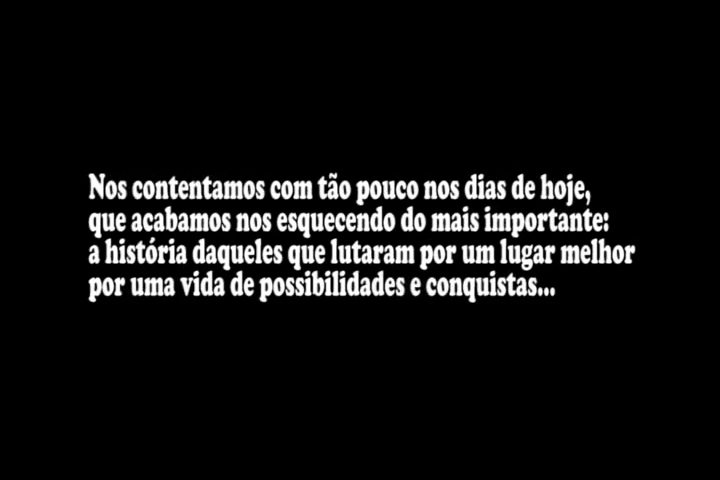 Nos contentamos com tão pouco nos dias de hoje,
que acabamos nos esquecendo do mais importante:
a história daqueles que lutaram por um lugar melhor
por uma vida de possibilidades e conquistas...